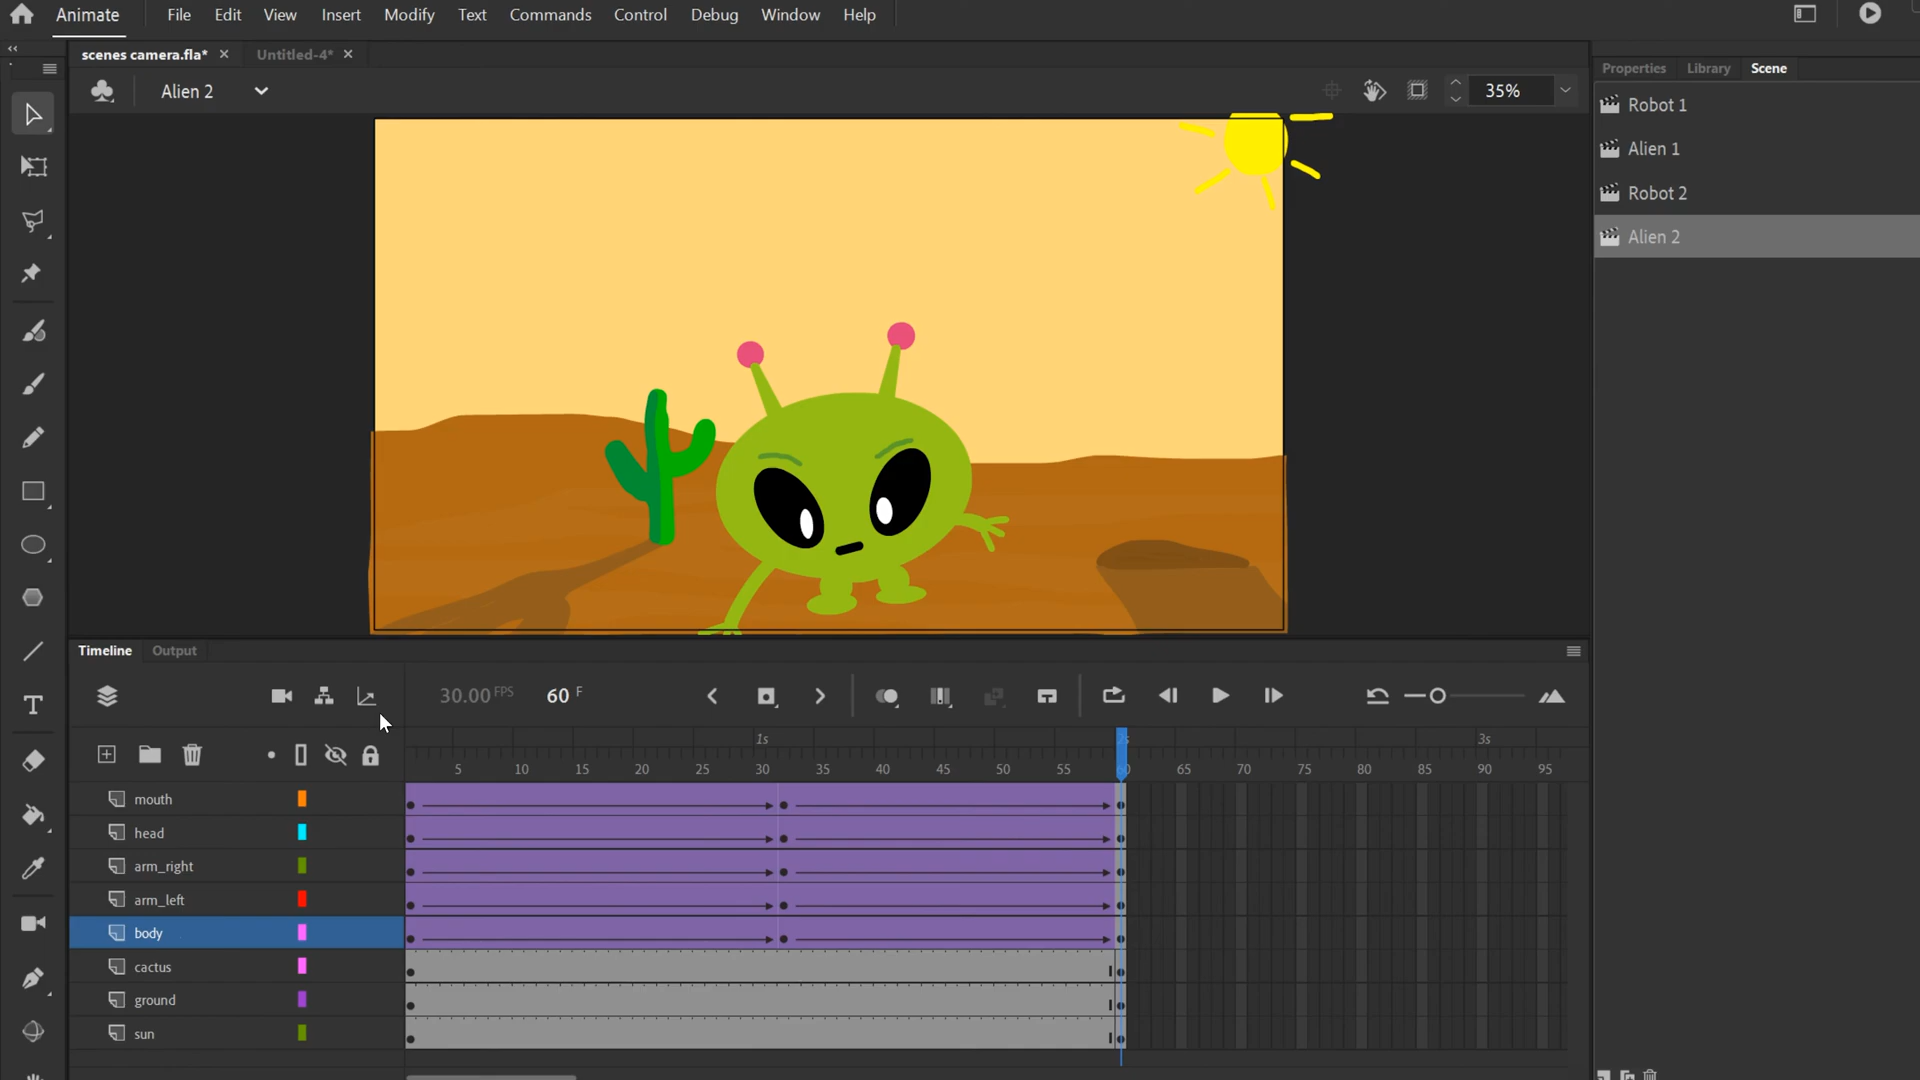 Animate File Edit View Insert Modify Text Commands Control Debug Window Help
scenes camera.fla* Untitled-4*
Properties Library Scene
Alien 2 35%
Robot 1
Alien 1
Robot 2
Alien 2
Timeline Output
30.00 FPS 60 F
1s 2s 3s
5 10 15 20 25 30 35 40 45 50 55 60 65 70 75 80 85 90 95
mouth
head
arm_right
arm_left
body
cactus
ground
sun